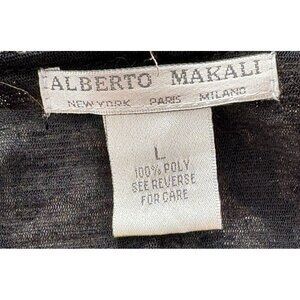 ALBERTO MAKALI
NEW YORK PARIS MILANO
L
100% POLY
SEE REVERSE
FOR CARE